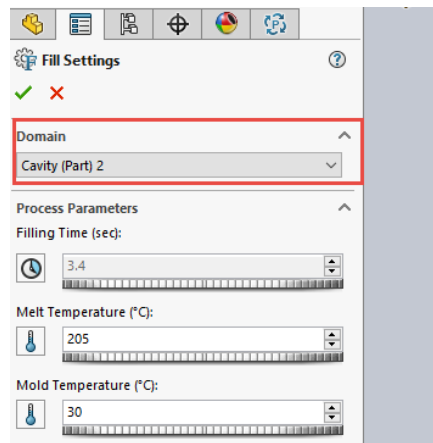 Fill Settings
Domain
Cavity (Part) 2
Process Parameters
Filling Time (sec):
3.4
Melt Temperature (°C):
205
Mold Temperature (°C):
30